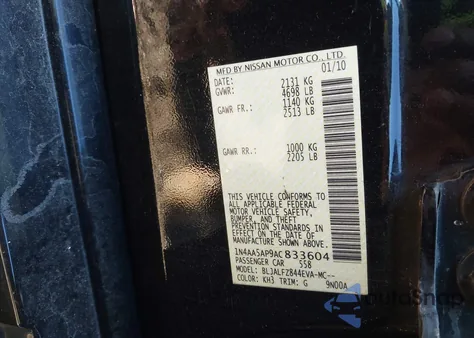 MFD BY NISSAN MOTOR CO., LTD.
01/10
DATE:
GVWR: 2131 KG
4698 LB
GAWR FR.: 1140 KG
2513 LB
GAWR RR.: 1000 KG
2205 LB
THIS VEHICLE CONFORMS TO
ALL APPLICABLE FEDERAL
MOTOR VEHICLE SAFETY,
BUMPER, AND THEFT
PREVENTION STANDARDS
IN EFFECT ON THE DATE OF
MANUFACTURE SHOWN ABOVE.
1N4AA5AP9AC833604
PASSENGER CAR 558
MODEL: BLJALFZ844EVA-MC--
COLOR: KH3 TRIM: G 9N00A
AutoSnap